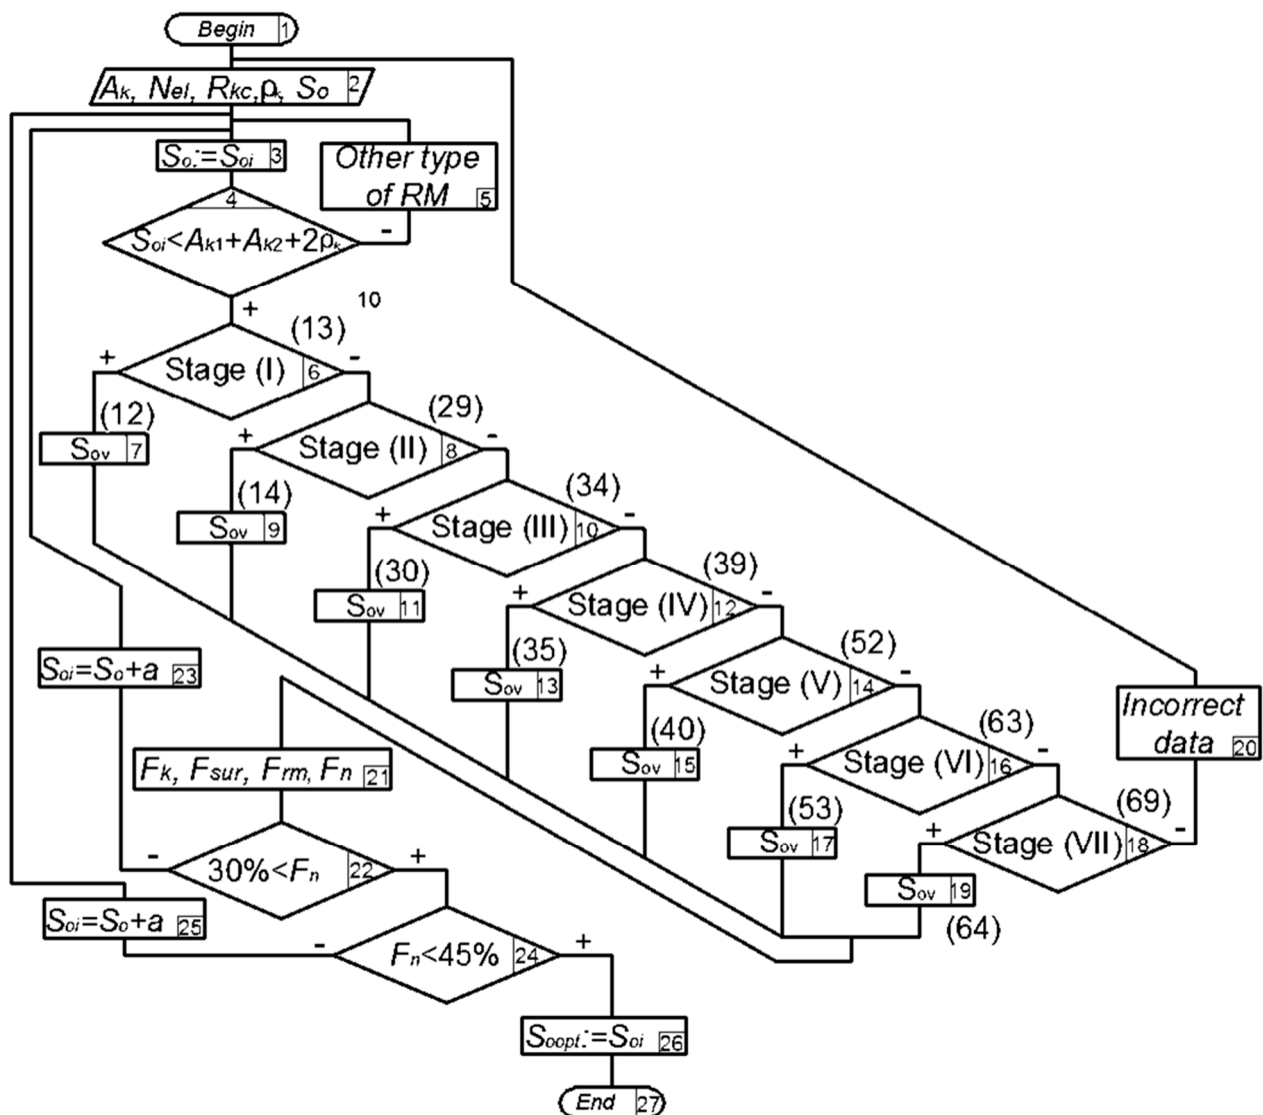 Begin 1
Ak, Nel, Rkc, ρk, So 2
So:=Soi 3
Other type
of RM 5
4
Soi<Ak1+Ak2+2ρk
-
+
10
(13)
+
Stage (I) 6
-
(12)
Sov 7
(29)
+
Stage (II) 8
-
(14)
Sov 9
(34)
+
Stage (III) 10
-
(30)
Sov 11
(39)
+
Stage (IV) 12
-
(35)
Sov 13
(52)
+
Stage (V) 14
-
(40)
Sov 15
(63)
+
Stage (VI) 16
-
(53)
Sov 17
(69)
+
Stage (VII) 18
-
Sov 19
(64)
Incorrect
data 20
Soi=So+a 23
Fk, Fsur, Frm, Fn 21
-
30%<Fn 22
+
Soi=So+a 25
-
Fn<45% 24
+
Soopt:=Soi 26
End 27